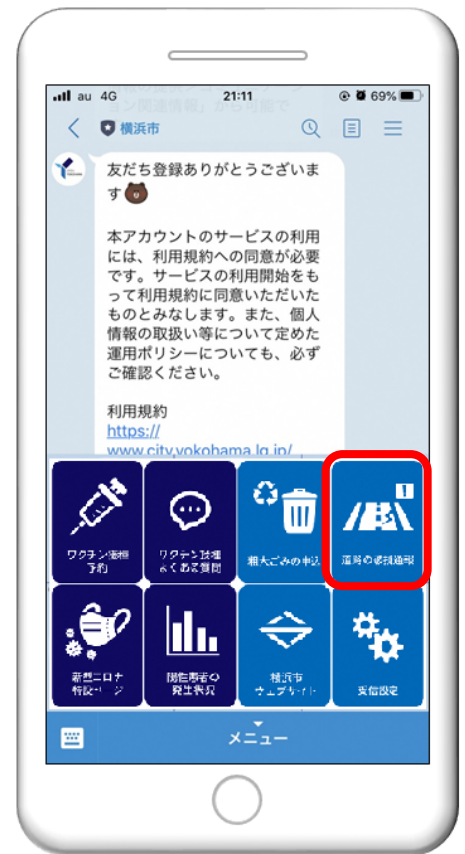 au 4G 21:11 69%
横浜市
友だち登録ありがとうございま
す
本アカウントのサービスの利用
には、利用規約への同意が必要
です。サービスの利用開始をも
って利用規約に同意いただいた
ものとみなします。また、個人
情報の取扱い等について定めた
運用ポリシーについても、必ず
ご確認ください。
利用規約
https://
www.city.yokohama.lg.jp/
ワクチン接種
予約
ワクチン接種
よくある質問
粗大ごみの申込
道路の損傷通報
新型コロナ
特設ページ
陽性患者の
発生状況
横浜市
ウェブサイト
受信設定
メニュー